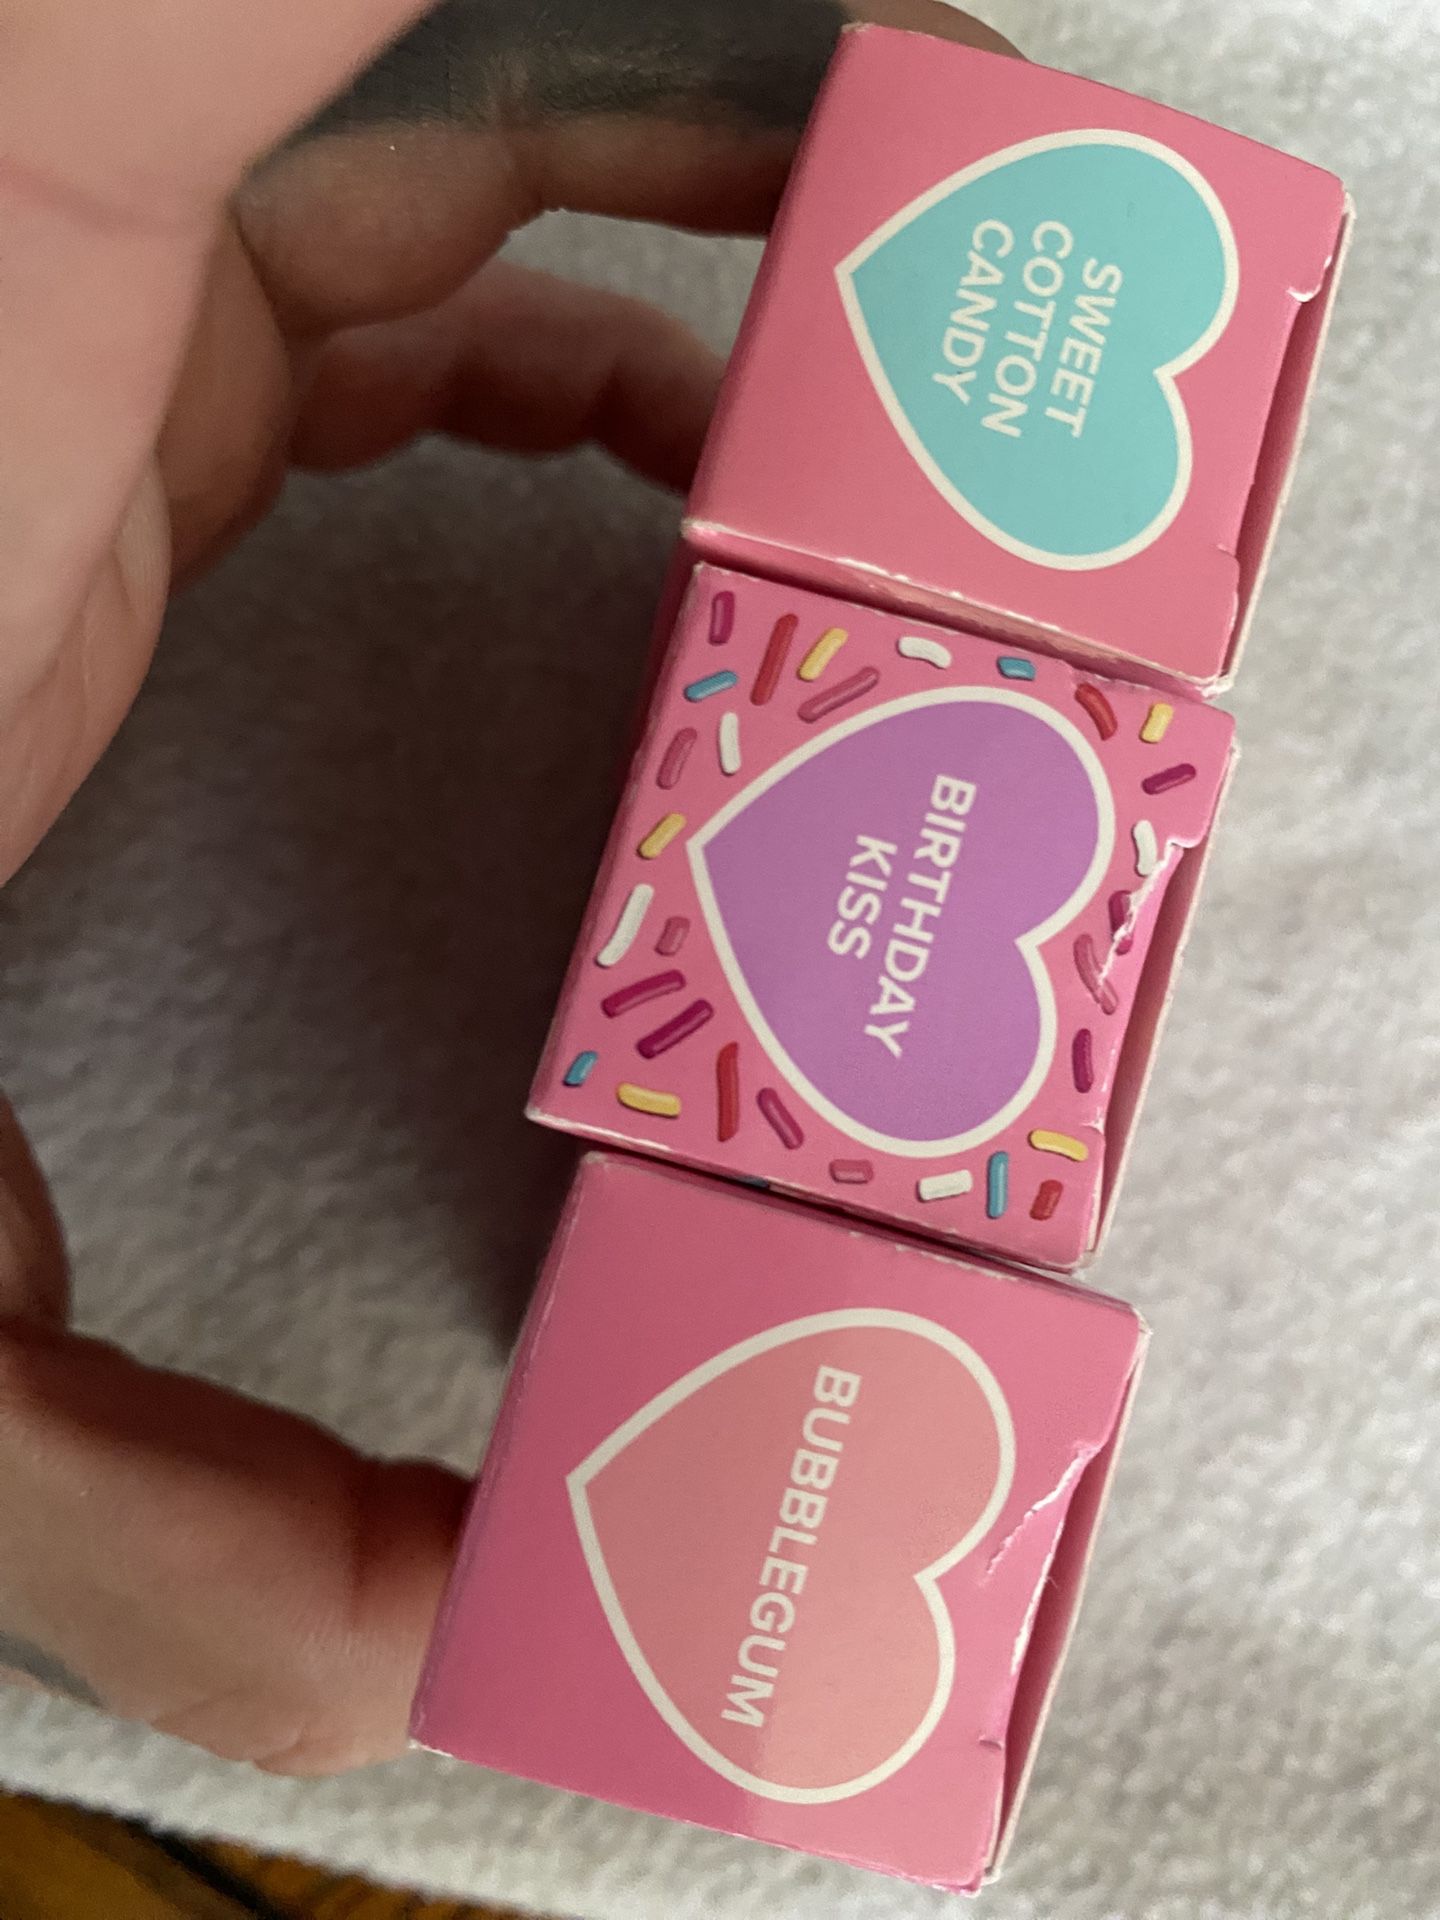 SWEET
COTTON
CANDY
BIRTHDAY
KISS
BUBBLEGUM